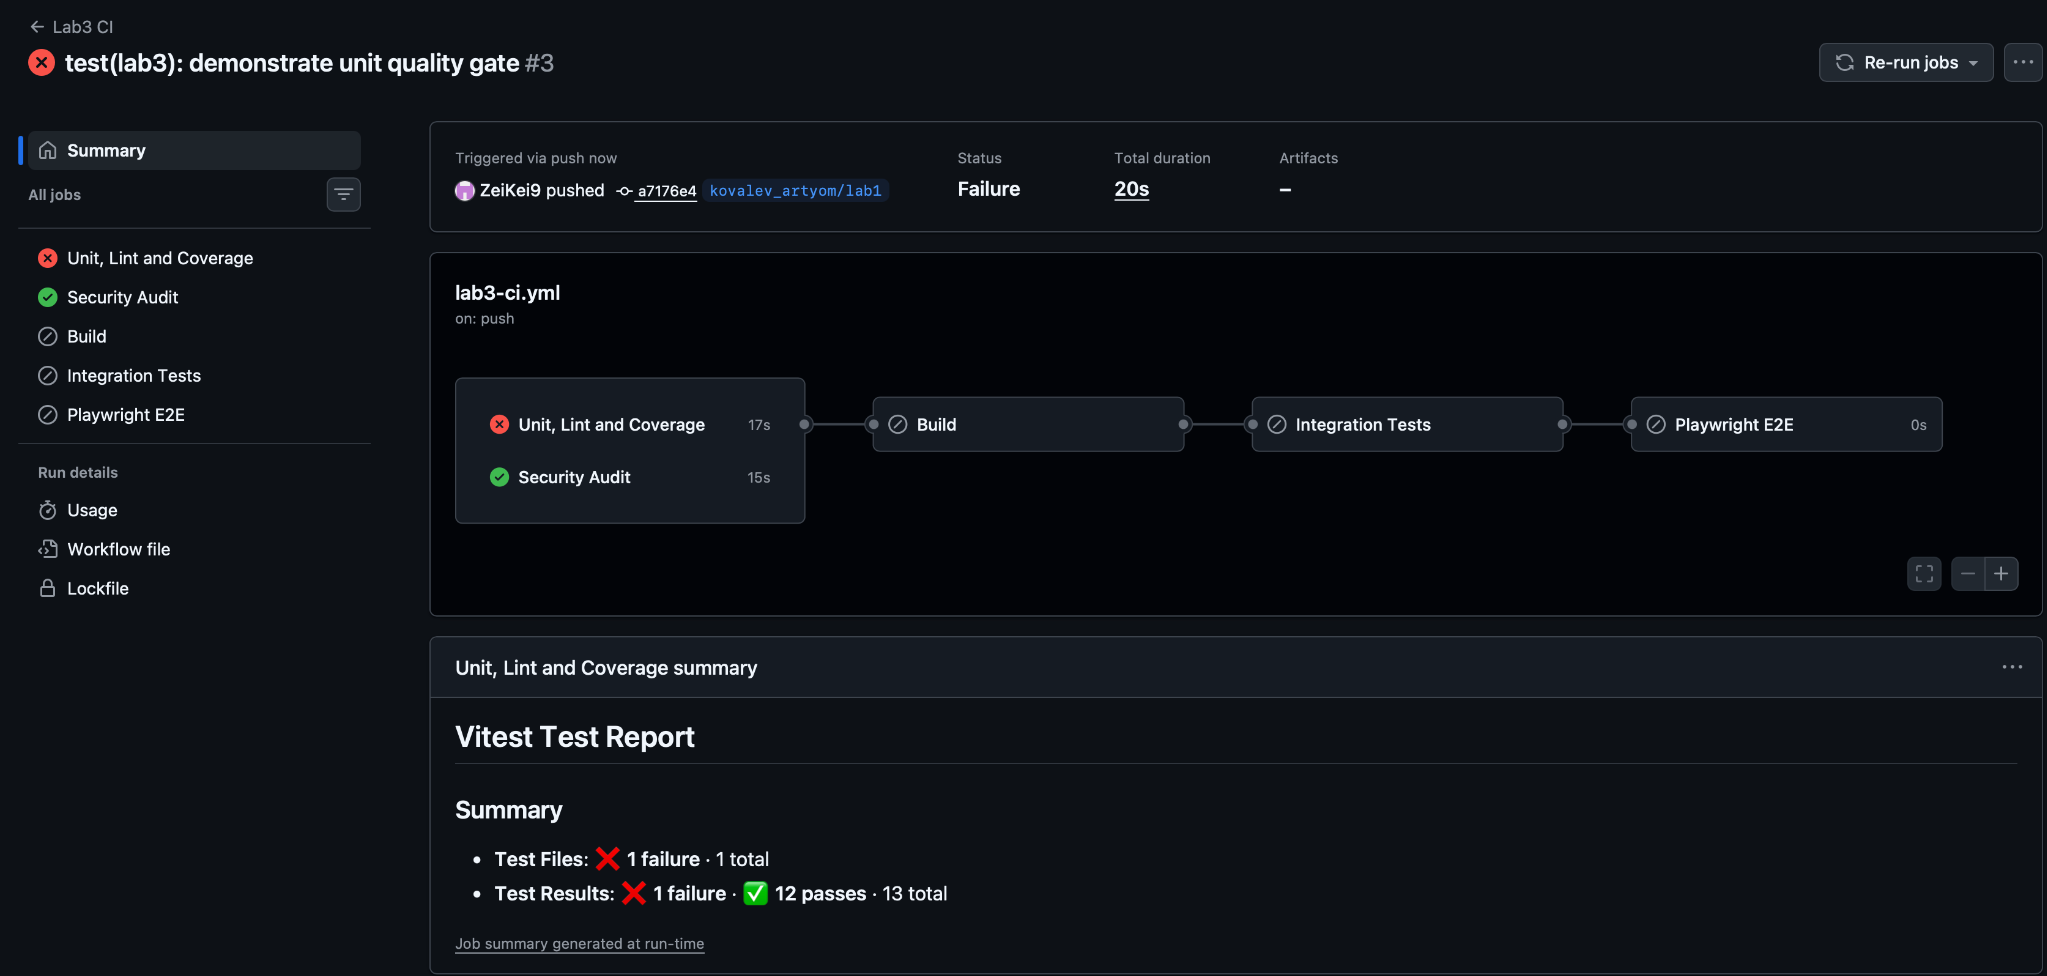 Lab3 CI
test(lab3): demonstrate unit quality gate #3
Re-run jobs
Summary
All jobs
Unit, Lint and Coverage
Security Audit
Build
Integration Tests
Playwright E2E
Run details
Usage
Workflow file
Lockfile
Triggered via push now
ZeiKei9 pushed a7176e4 kovalev_artyom/lab1
Status
Failure
Total duration
20s
Artifacts
–
lab3-ci.yml
on: push
Unit, Lint and Coverage 17s
Security Audit 15s
Build
Integration Tests
Playwright E2E 0s
Unit, Lint and Coverage summary
Vitest Test Report
Summary
• Test Files: ❌ 1 failure · 1 total
• Test Results: ❌ 1 failure · ✅ 12 passes · 13 total
Job summary generated at run-time